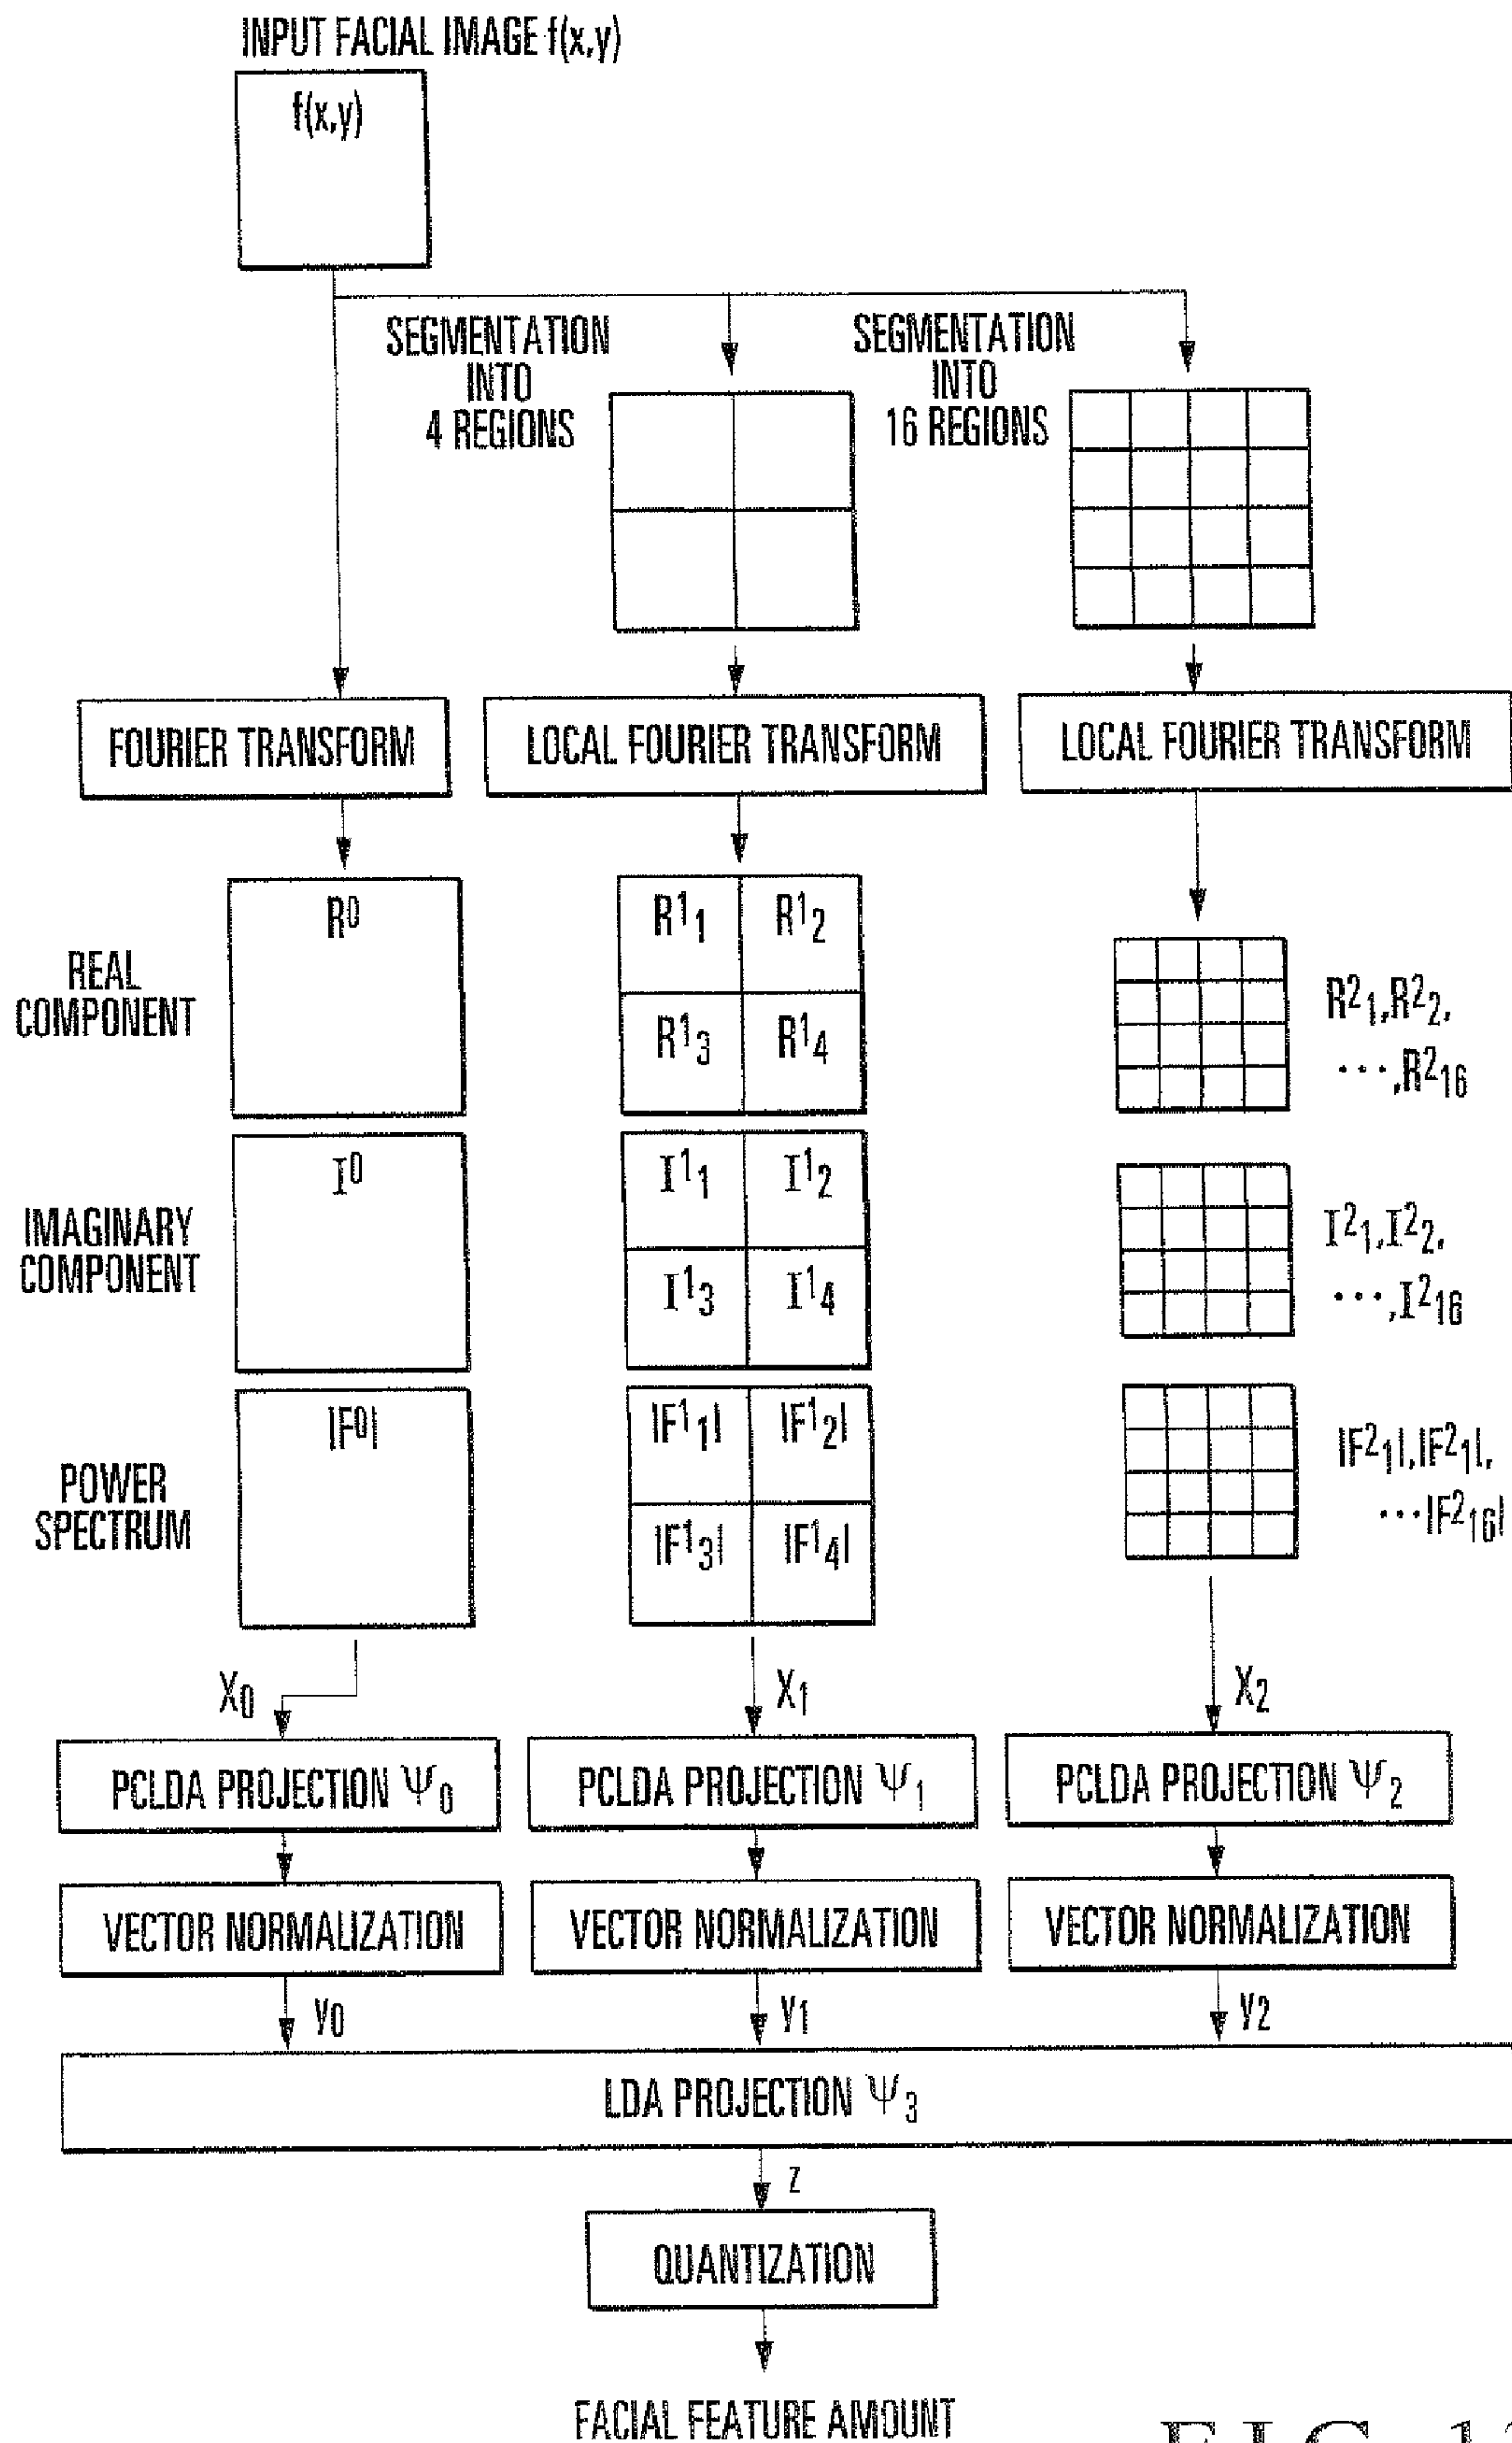 INPUT FACIAL IMAGE f(x,y)
f(x,y)
SEGMENTATION
INTO
4 REGIONS
SEGMENTATION
INTO
16 REGIONS
FOURIER TRANSFORM
LOCAL FOURIER TRANSFORM
LOCAL FOURIER TRANSFORM
REAL
COMPONENT
R⁰
R¹₁ R¹₂
R¹₃ R¹₄
R²₁,R²₂,
⋯,R²₁₆
IMAGINARY
COMPONENT
I⁰
I¹₁ I¹₂
I¹₃ I¹₄
I²₁,I²₂,
⋯,I²₁₆
POWER
SPECTRUM
|F⁰|
|F¹₁| |F¹₂|
|F¹₃| |F¹₄|
|F²₁|,|F²₁|,
⋯|F²₁₆|
X₀
X₁
X₂
PCLDA PROJECTION Ψ₀
PCLDA PROJECTION Ψ₁
PCLDA PROJECTION Ψ₂
VECTOR NORMALIZATION
VECTOR NORMALIZATION
VECTOR NORMALIZATION
y₀
y₁
y₂
LDA PROJECTION Ψ₃
z
QUANTIZATION
FACIAL FEATURE AMOUNT
FIG.